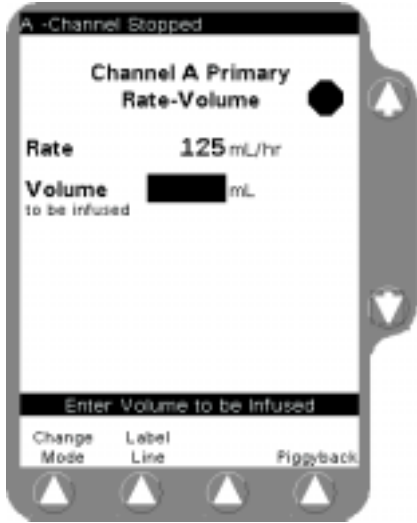 A -Channel Stopped
Channel A Primary
Rate-Volume
Rate 125 mL/hr
Volume mL
to be infused
Enter Volume to be Infused
Change Label
Mode Line Piggyback